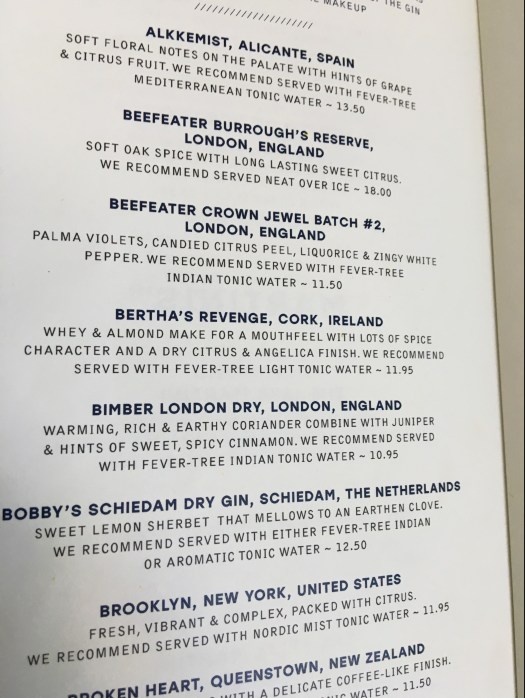 THE GIN
MAKEUP
ALKKEMIST, ALICANTE, SPAIN
SOFT FLORAL NOTES ON THE PALATE WITH HINTS OF GRAPE
& CITRUS FRUIT. WE RECOMMEND SERVED WITH FEVER-TREE
MEDITERRANEAN TONIC WATER ~ 13.50
BEEFEATER BURROUGH'S RESERVE,
LONDON, ENGLAND
SOFT OAK SPICE WITH LONG LASTING SWEET CITRUS.
WE RECOMMEND SERVED NEAT OVER ICE ~ 18.00
BEEFEATER CROWN JEWEL BATCH #2,
LONDON, ENGLAND
PALMA VIOLETS, CANDIED CITRUS PEEL, LIQUORICE & ZINGY WHITE
PEPPER. WE RECOMMEND SERVED WITH FEVER-TREE
INDIAN TONIC WATER ~ 11.50
BERTHA'S REVENGE, CORK, IRELAND
WHEY & ALMOND MAKE FOR A MOUTHFEEL WITH LOTS OF SPICE
CHARACTER AND A DRY CITRUS & ANGELICA FINISH. WE RECOMMEND
SERVED WITH FEVER-TREE LIGHT TONIC WATER ~ 11.95
BIMBER LONDON DRY, LONDON, ENGLAND
WARMING, RICH & EARTHY CORIANDER COMBINE WITH JUNIPER
& HINTS OF SWEET, SPICY CINNAMON. WE RECOMMEND SERVED
WITH FEVER-TREE INDIAN TONIC WATER ~ 10.95
BOBBY'S SCHIEDAM DRY GIN, SCHIEDAM, THE NETHERLANDS
SWEET LEMON SHERBET THAT MELLOWS TO AN EARTHEN CLOVE.
WE RECOMMEND SERVED WITH EITHER FEVER-TREE INDIAN
OR AROMATIC TONIC WATER ~ 12.50
BROOKLYN, NEW YORK, UNITED STATES
FRESH, VIBRANT & COMPLEX, PACKED WITH CITRUS.
WE RECOMMEND SERVED WITH NORDIC MIST TONIC WATER ~ 11.95
BROKEN HEART, QUEENSTOWN, NEW ZEALAND
WITH A DELICATE COFFEE-LIKE FINISH.
TONIC WATER ~ 11.50